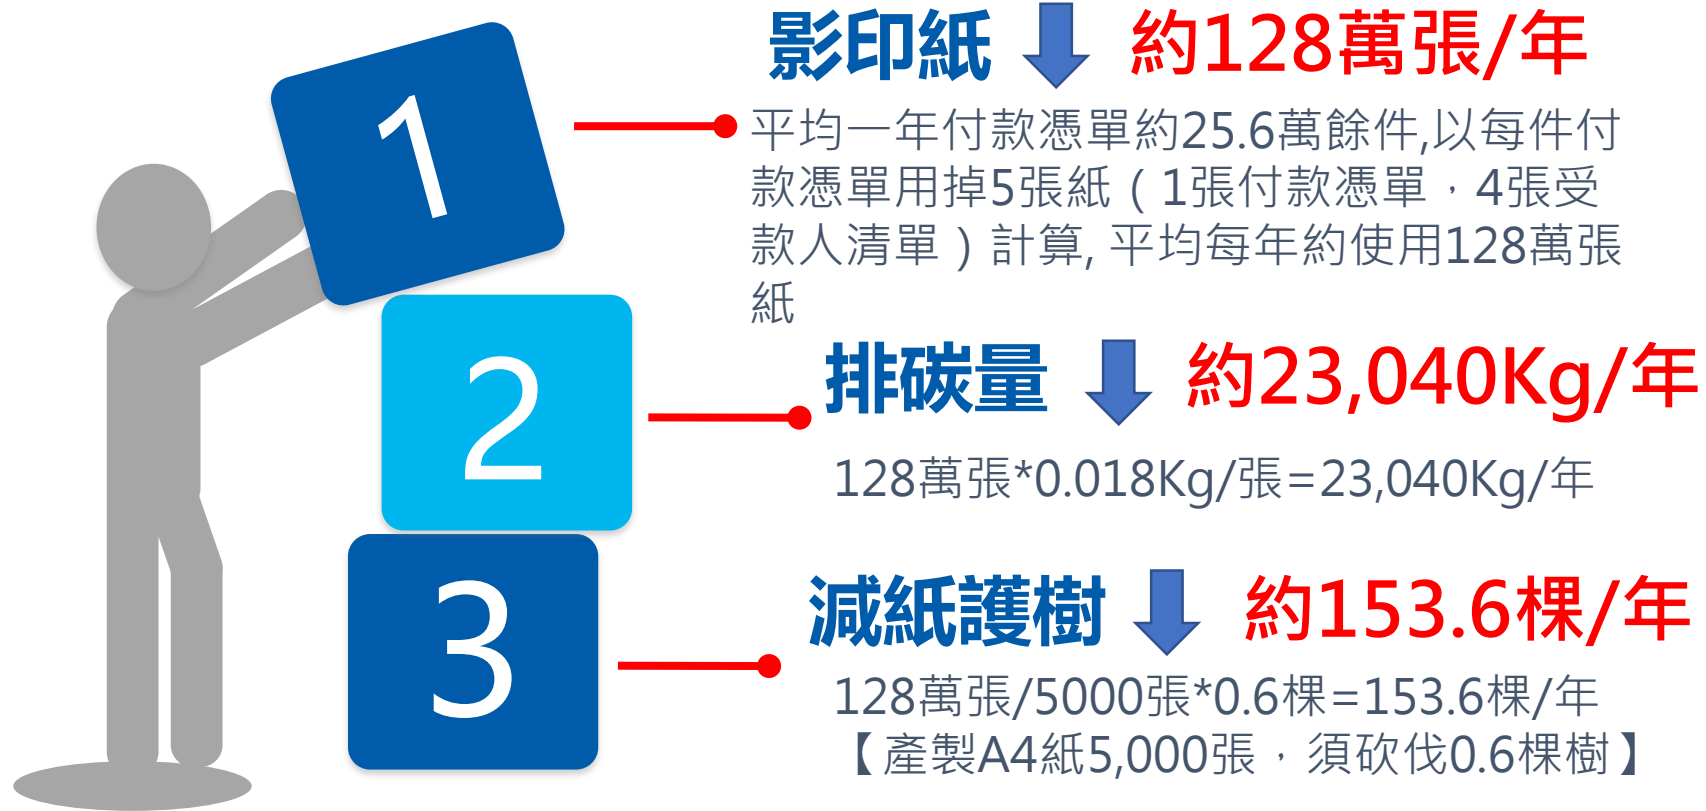 1
影印紙 約128萬張/年
平均一年付款憑單約25.6萬餘件,以每件付
款憑單用掉5張紙（1張付款憑單，4張受
款人清單）計算, 平均每年約使用128萬張
紙
2
排碳量 約23,040Kg/年
128萬張*0.018Kg/張=23,040Kg/年
3
減紙護樹 約153.6棵/年
128萬張/5000張*0.6棵=153.6棵/年
【產製A4紙5,000張，須砍伐0.6棵樹】